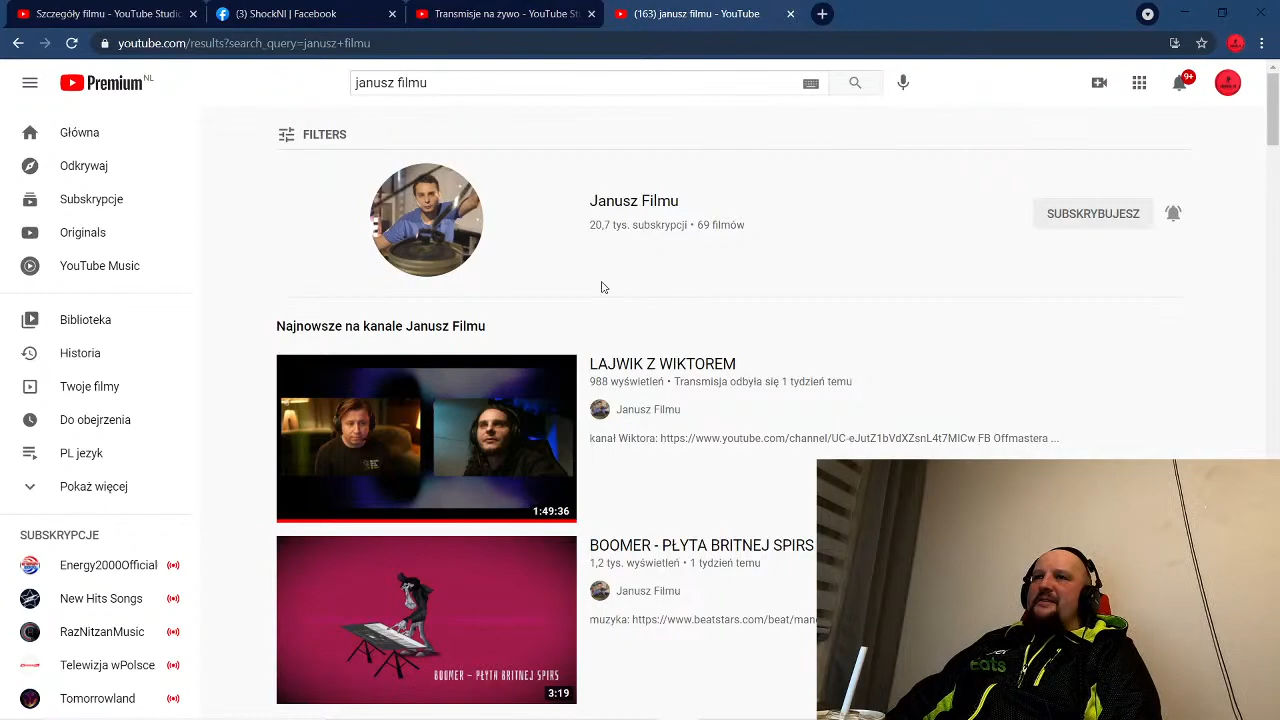 Szczegóły filmu - YouTube Studio
(3) ShockNl | Facebook
Transmisje na żywo - YouTube St
(163) janusz filmu - YouTube
youtube.com/results?search_query=janusz+filmu
Premium NL
janusz filmu
9+
Główna
Odkrywaj
Subskrypcje
Originals
YouTube Music
Biblioteka
Historia
Twoje filmy
Do obejrzenia
PL język
Pokaż więcej
SUBSKRYPCJE
Energy2000Official
New Hits Songs
RazNitzanMusic
Telewizja wPolsce
Tomorrowland
FILTERS
Janusz Filmu
20,7 tys. subskrypcji • 69 filmów
SUBSKRYBUJESZ
Najnowsze na kanale Janusz Filmu
1:49:36
LAJWIK Z WIKTOREM
988 wyświetleń • Transmisja odbyła się 1 tydzień temu
Janusz Filmu
kanał Wiktora: https://www.youtube.com/channel/UC-eJutZ1bVdXZsnL4t7MICw FB Offmastera ...
BOOMER – PŁYTA BRITNEJ SPIRS
3:19
BOOMER - PŁYTA BRITNEJ SPIRS
1,2 tys. wyświetleń • 1 tydzień temu
Janusz Filmu
muzyka: https://www.beatstars.com/beat/man